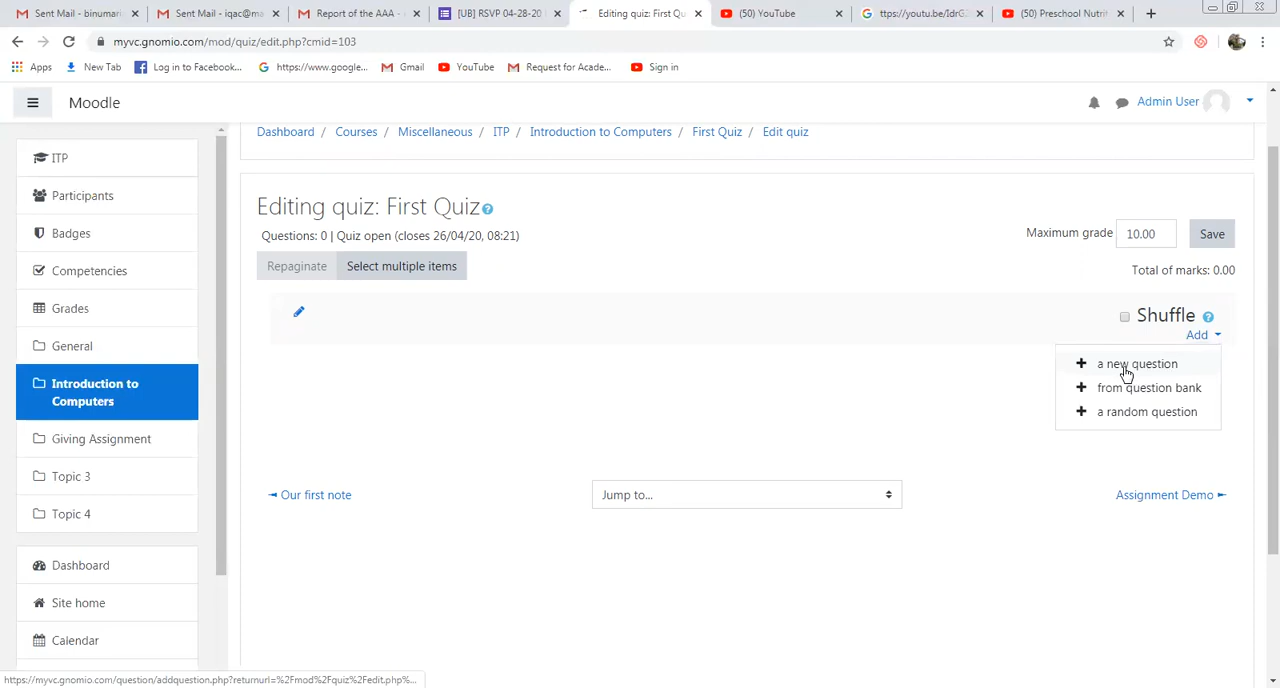 Sent Mail - binumari
Sent Mail - iqac@ma
Report of the AAA -
[UB] RSVP 04-28-20
Editing quiz: First Qu
(50) YouTube
ttps://youtu.be/IdrG
(50) Preschool Nutri
myvc.gnomio.com/mod/quiz/edit.php?cmid=103
Apps
New Tab
Log in to Facebook...
https://www.google...
Gmail
YouTube
Request for Acade...
Sign in
Moodle
Admin User
Dashboard / Courses / Miscellaneous / ITP / Introduction to Computers / First Quiz / Edit quiz
ITP
Participants
Badges
Competencies
Grades
General
Introduction to
Computers
Giving Assignment
Topic 3
Topic 4
Dashboard
Site home
Calendar
Editing quiz: First Quiz
Questions: 0 | Quiz open (closes 26/04/20, 08:21)
Maximum grade 10.00 Save
Repaginate Select multiple items
Total of marks: 0.00
Shuffle
Add
a new question
from question bank
a random question
◄ Our first note
Jump to...
Assignment Demo ►
https://myvc.gnomio.com/question/addquestion.php?returnurl=%2Fmod%2Fquiz%2Fedit.php%...